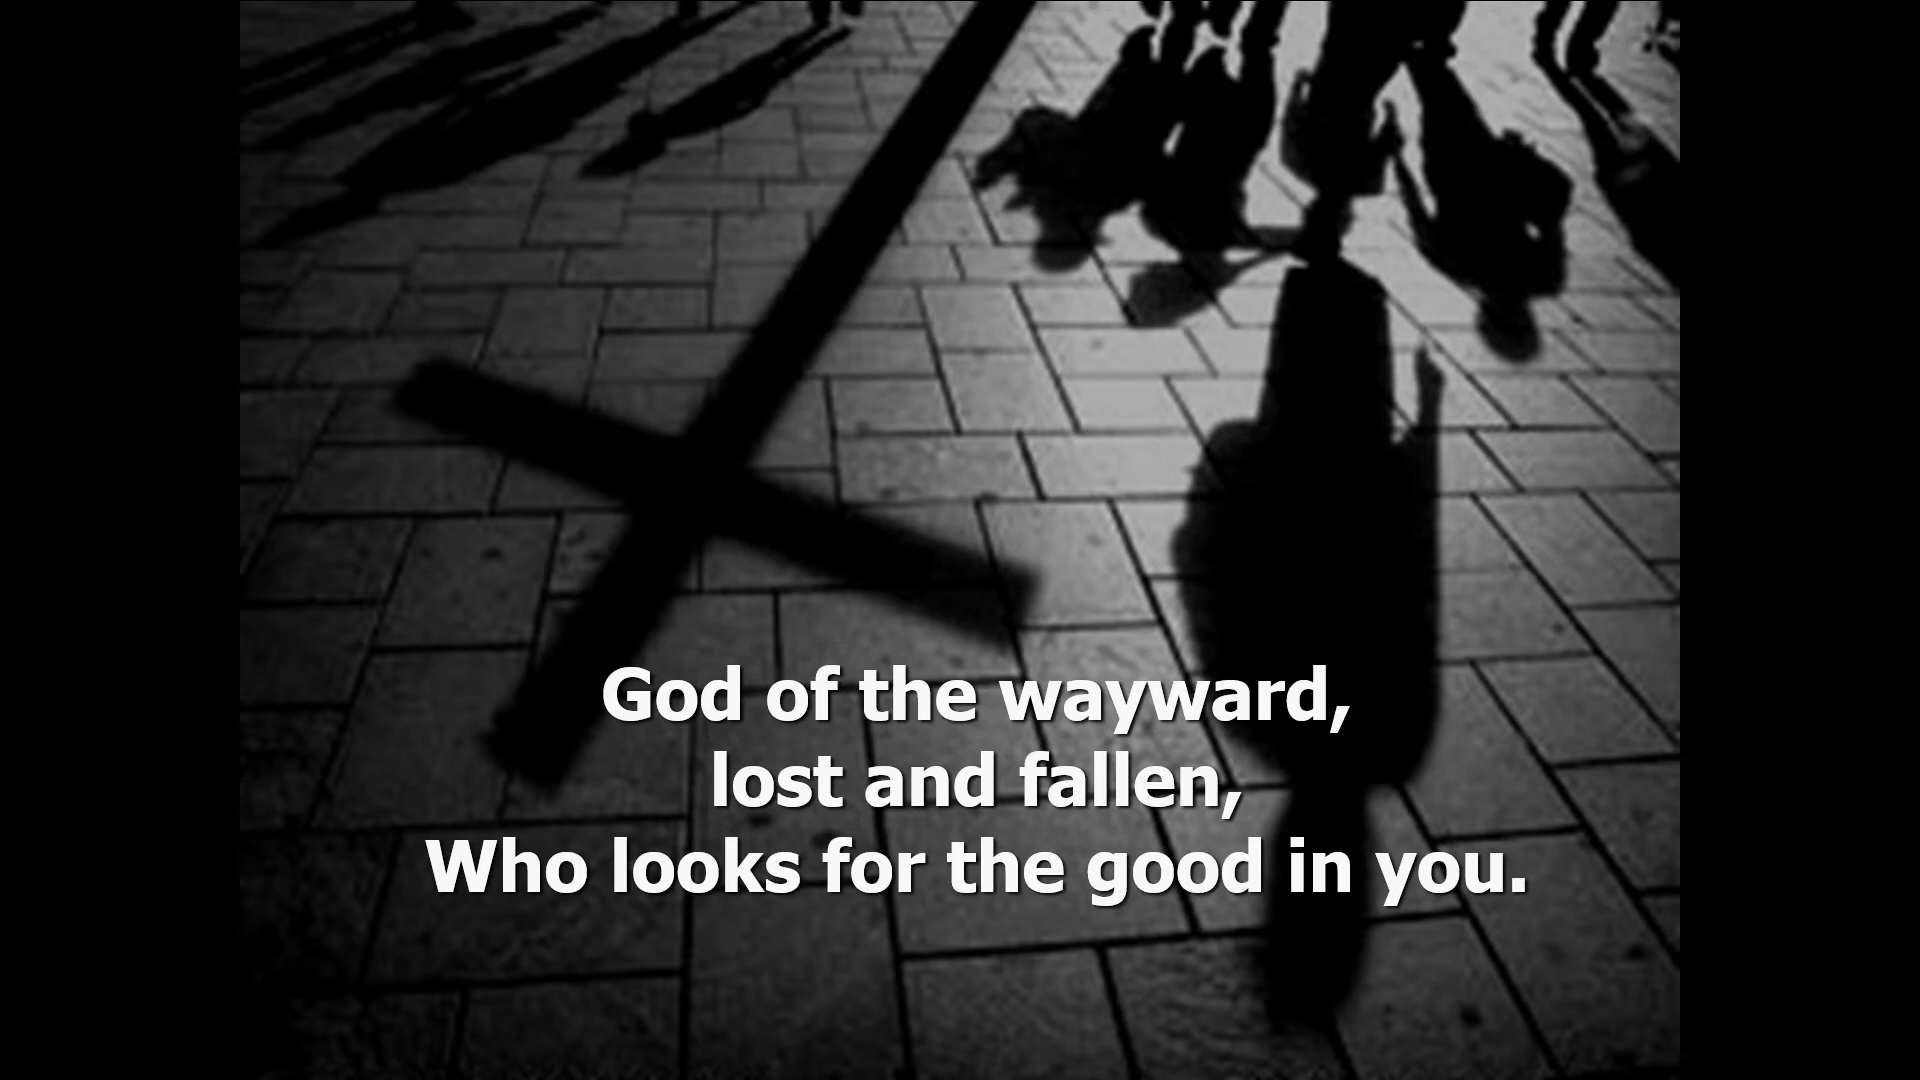 God of the wayward,
lost and fallen,
Who looks for the good in you.